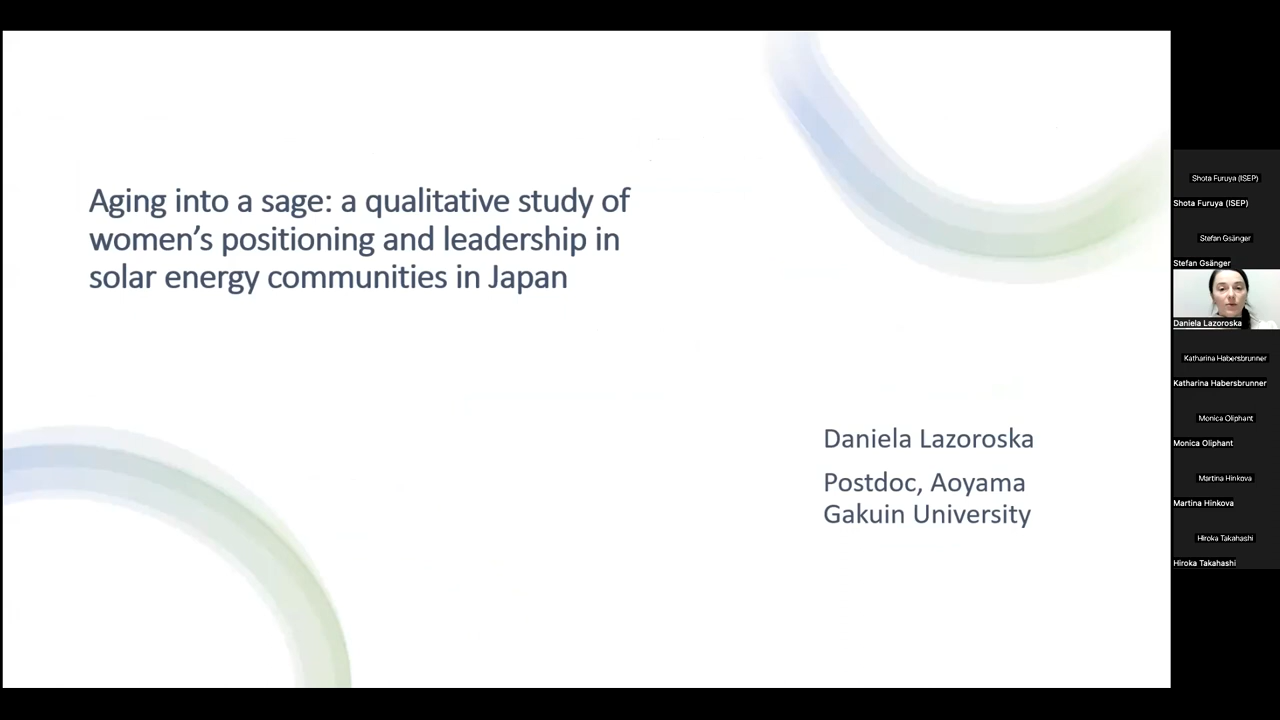 Aging into a sage: a qualitative study of
women's positioning and leadership in
solar energy communities in Japan
Daniela Lazoroska
Postdoc, Aoyama
Gakuin University
Shota Furuya (ISEP)
Shota Furuya (ISEP)
Stefan Gsänger
Stefan Gsänger
Daniela Lazoroska
Katharina Habersbrunner
Katharina Habersbrunner
Monica Oliphant
Monica Oliphant
Martina Hinkova
Martina Hinkova
Hiroka Takahashi
Hiroka Takahashi